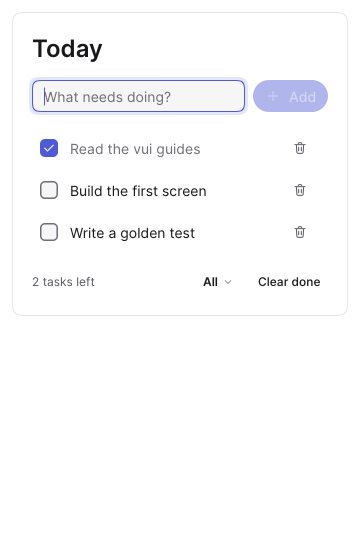 Today
What needs doing?
+ Add
Read the vui guides
Build the first screen
Write a golden test
2 tasks left All Clear done